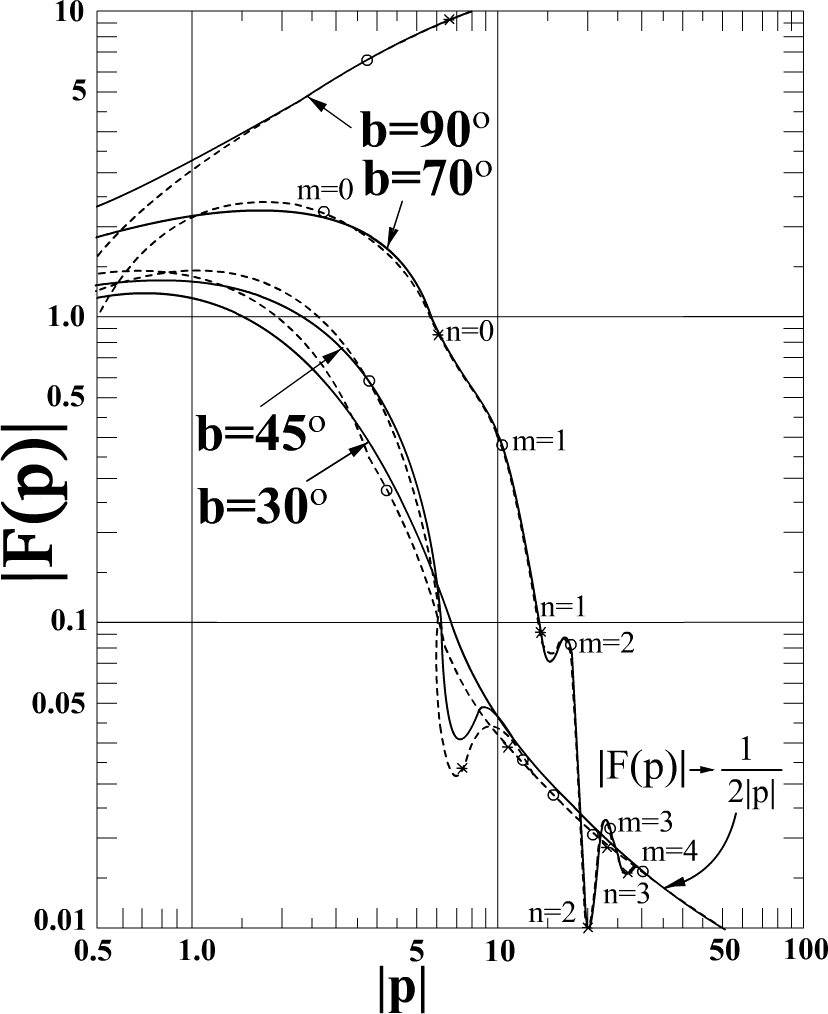 10
5
b=90°
m=0
b=70°
1.0
n=0
0.5
b=45°
m=1
b=30°
|F(p)|
n=1
0.1
m=2
0.05
|F(p)|→ 1
2|p|
m=3
m=4
n=3
n=2
0.01
0.5 1.0 5 10 50 100
|p|